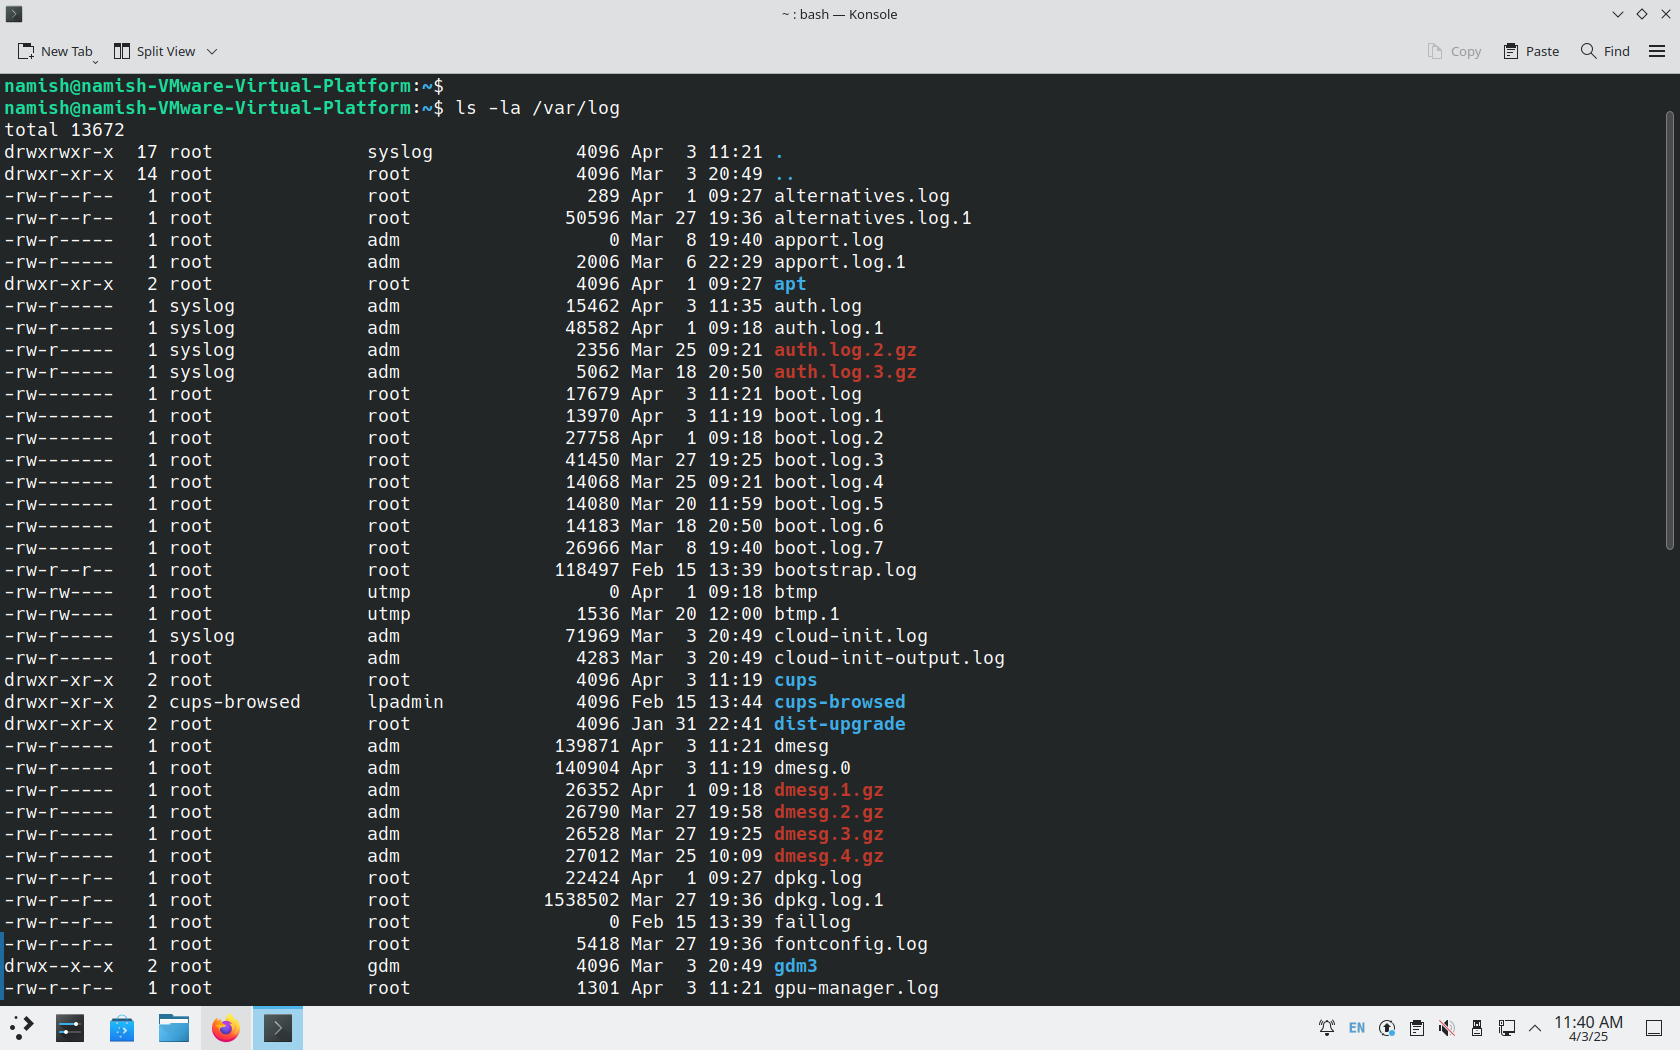 ~ : bash — Konsole
New Tab Split View Copy Paste Find
namish@namish-VMware-Virtual-Platform:~$
namish@namish-VMware-Virtual-Platform:~$ ls -la /var/log
total 13672
drwxrwxr-x 17 root syslog 4096 Apr 3 11:21 .
drwxr-xr-x 14 root root 4096 Mar 3 20:49 ..
-rw-r--r-- 1 root root 289 Apr 1 09:27 alternatives.log
-rw-r--r-- 1 root root 50596 Mar 27 19:36 alternatives.log.1
-rw-r----- 1 root adm 0 Mar 8 19:40 apport.log
-rw-r----- 1 root adm 2006 Mar 6 22:29 apport.log.1
drwxr-xr-x 2 root root 4096 Apr 1 09:27 apt
-rw-r----- 1 syslog adm 15462 Apr 3 11:35 auth.log
-rw-r----- 1 syslog adm 48582 Apr 1 09:18 auth.log.1
-rw-r----- 1 syslog adm 2356 Mar 25 09:21 auth.log.2.gz
-rw-r----- 1 syslog adm 5062 Mar 18 20:50 auth.log.3.gz
-rw------- 1 root root 17679 Apr 3 11:21 boot.log
-rw------- 1 root root 13970 Apr 3 11:19 boot.log.1
-rw------- 1 root root 27758 Apr 1 09:18 boot.log.2
-rw------- 1 root root 41450 Mar 27 19:25 boot.log.3
-rw------- 1 root root 14068 Mar 25 09:21 boot.log.4
-rw------- 1 root root 14080 Mar 20 11:59 boot.log.5
-rw------- 1 root root 14183 Mar 18 20:50 boot.log.6
-rw------- 1 root root 26966 Mar 8 19:40 boot.log.7
-rw-r--r-- 1 root root 118497 Feb 15 13:39 bootstrap.log
-rw-rw---- 1 root utmp 0 Apr 1 09:18 btmp
-rw-rw---- 1 root utmp 1536 Mar 20 12:00 btmp.1
-rw-r----- 1 syslog adm 71969 Mar 3 20:49 cloud-init.log
-rw-r----- 1 root adm 4283 Mar 3 20:49 cloud-init-output.log
drwxr-xr-x 2 root root 4096 Apr 3 11:19 cups
drwxr-xr-x 2 cups-browsed lpadmin 4096 Feb 15 13:44 cups-browsed
drwxr-xr-x 2 root root 4096 Jan 31 22:41 dist-upgrade
-rw-r----- 1 root adm 139871 Apr 3 11:21 dmesg
-rw-r----- 1 root adm 140904 Apr 3 11:19 dmesg.0
-rw-r----- 1 root adm 26352 Apr 1 09:18 dmesg.1.gz
-rw-r----- 1 root adm 26790 Mar 27 19:58 dmesg.2.gz
-rw-r----- 1 root adm 26528 Mar 27 19:25 dmesg.3.gz
-rw-r----- 1 root adm 27012 Mar 25 10:09 dmesg.4.gz
-rw-r--r-- 1 root root 22424 Apr 1 09:27 dpkg.log
-rw-r--r-- 1 root root 1538502 Mar 27 19:36 dpkg.log.1
-rw-r--r-- 1 root root 0 Feb 15 13:39 faillog
-rw-r--r-- 1 root root 5418 Mar 27 19:36 fontconfig.log
drwx--x--x 2 root gdm 4096 Mar 3 20:49 gdm3
-rw-r--r-- 1 root root 1301 Apr 3 11:21 gpu-manager.log
EN 11:40 AM
4/3/25